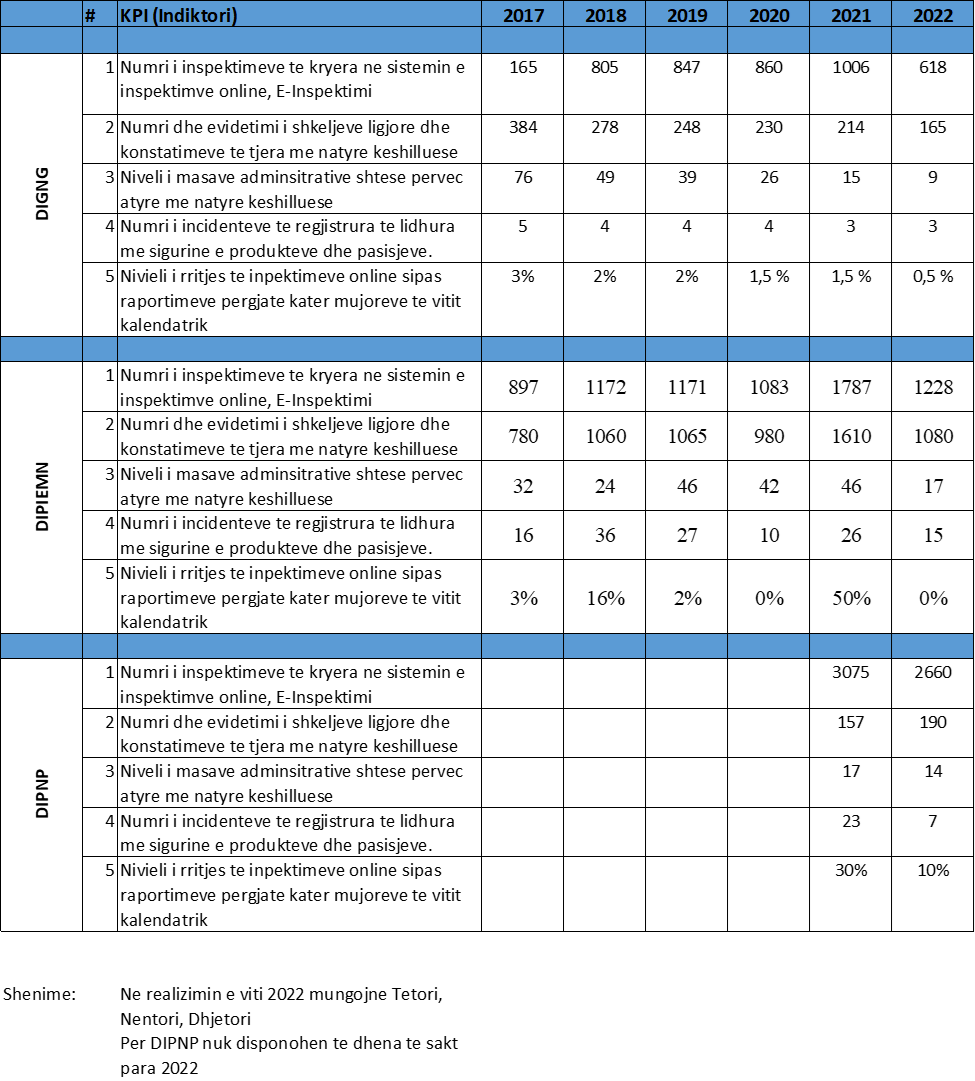 # KPI (Indiktori) 2017 2018 2019 2020 2021 2022
DIGNG
1 Numri i inspektimeve te kryera ne sistemin e 165 805 847 860 1006 618
inspektimve online, E-Inspektimi
2 Numri dhe evidetimi i shkeljeve ligjore dhe 384 278 248 230 214 165
konstatimeve te tjera me natyre keshilluese
3 Niveli i masave adminsitrative shtese pervec 76 49 39 26 15 9
atyre me natyre keshilluese
4 Numri i incidenteve te regjistrura te lidhura 5 4 4 4 3 3
me sigurine e produkteve dhe pasisjeve.
5 Nivieli i rritjes te inpektimeve online sipas 3% 2% 2% 1,5 % 1,5 % 0,5 %
raportimeve pergjate kater mujoreve te vitit
kalendatrik
DIPIEMN
1 Numri i inspektimeve te kryera ne sistemin e 897 1172 1171 1083 1787 1228
inspektimve online, E-Inspektimi
2 Numri dhe evidetimi i shkeljeve ligjore dhe 780 1060 1065 980 1610 1080
konstatimeve te tjera me natyre keshilluese
3 Niveli i masave adminsitrative shtese pervec 32 24 46 42 46 17
atyre me natyre keshilluese
4 Numri i incidenteve te regjistrura te lidhura 16 36 27 10 26 15
me sigurine e produkteve dhe pasisjeve.
5 Nivieli i rritjes te inpektimeve online sipas
raportimeve pergjate kater mujoreve te vitit 3% 16% 2% 0% 50% 0%
kalendatrik
DIPNP
1 Numri i inspektimeve te kryera ne sistemin e 3075 2660
inspektimve online, E-Inspektimi
2 Numri dhe evidetimi i shkeljeve ligjore dhe 157 190
konstatimeve te tjera me natyre keshilluese
3 Niveli i masave adminsitrative shtese pervec 17 14
atyre me natyre keshilluese
4 Numri i incidenteve te regjistrura te lidhura 23 7
me sigurine e produkteve dhe pasisjeve.
5 Nivieli i rritjes te inpektimeve online sipas 30% 10%
raportimeve pergjate kater mujoreve te vitit
kalendatrik
Shenime: Ne realizimin e viti 2022 mungojne Tetori,
Nentori, Dhjetori
Per DIPNP nuk disponohen te dhena te sakt
para 2022